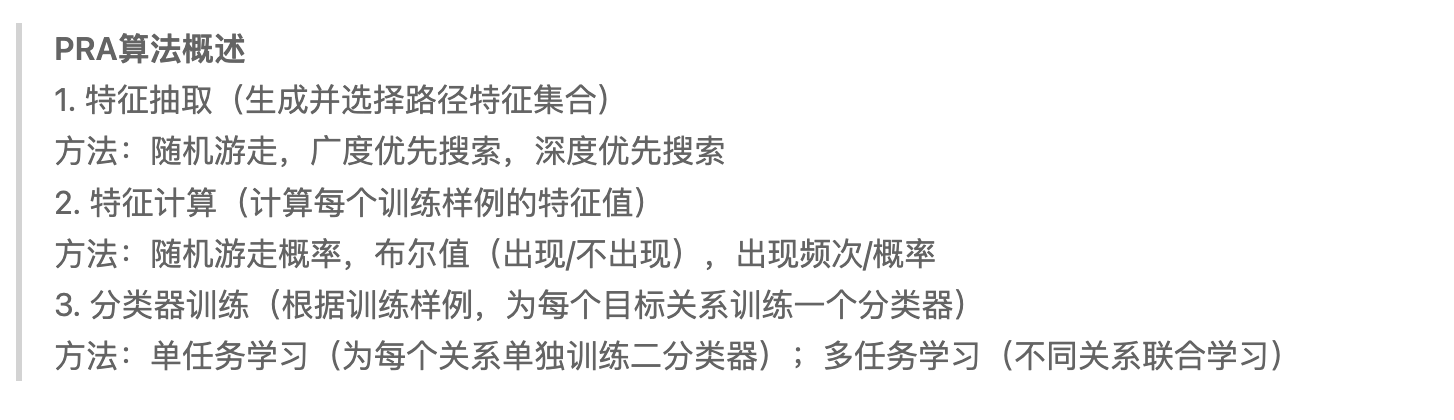 PRA算法概述
1. 特征抽取（生成并选择路径特征集合）
方法：随机游走，广度优先搜索，深度优先搜索
2. 特征计算（计算每个训练样例的特征值）
方法：随机游走概率，布尔值（出现/不出现），出现频次/概率
3. 分类器训练（根据训练样例，为每个目标关系训练一个分类器）
方法：单任务学习（为每个关系单独训练二分类器）；多任务学习（不同关系联合学习）